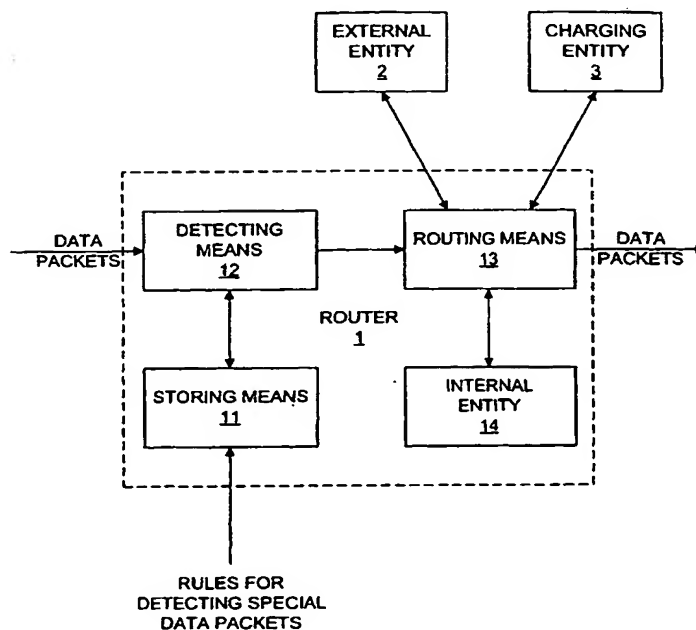 EXTERNAL
ENTITY
2
CHARGING
ENTITY
3
DATA
PACKETS
DETECTING
MEANS
12
ROUTING MEANS
13
DATA
PACKETS
ROUTER
1
STORING MEANS
11
INTERNAL
ENTITY
14
RULES FOR
DETECTING SPECIAL
DATA PACKETS